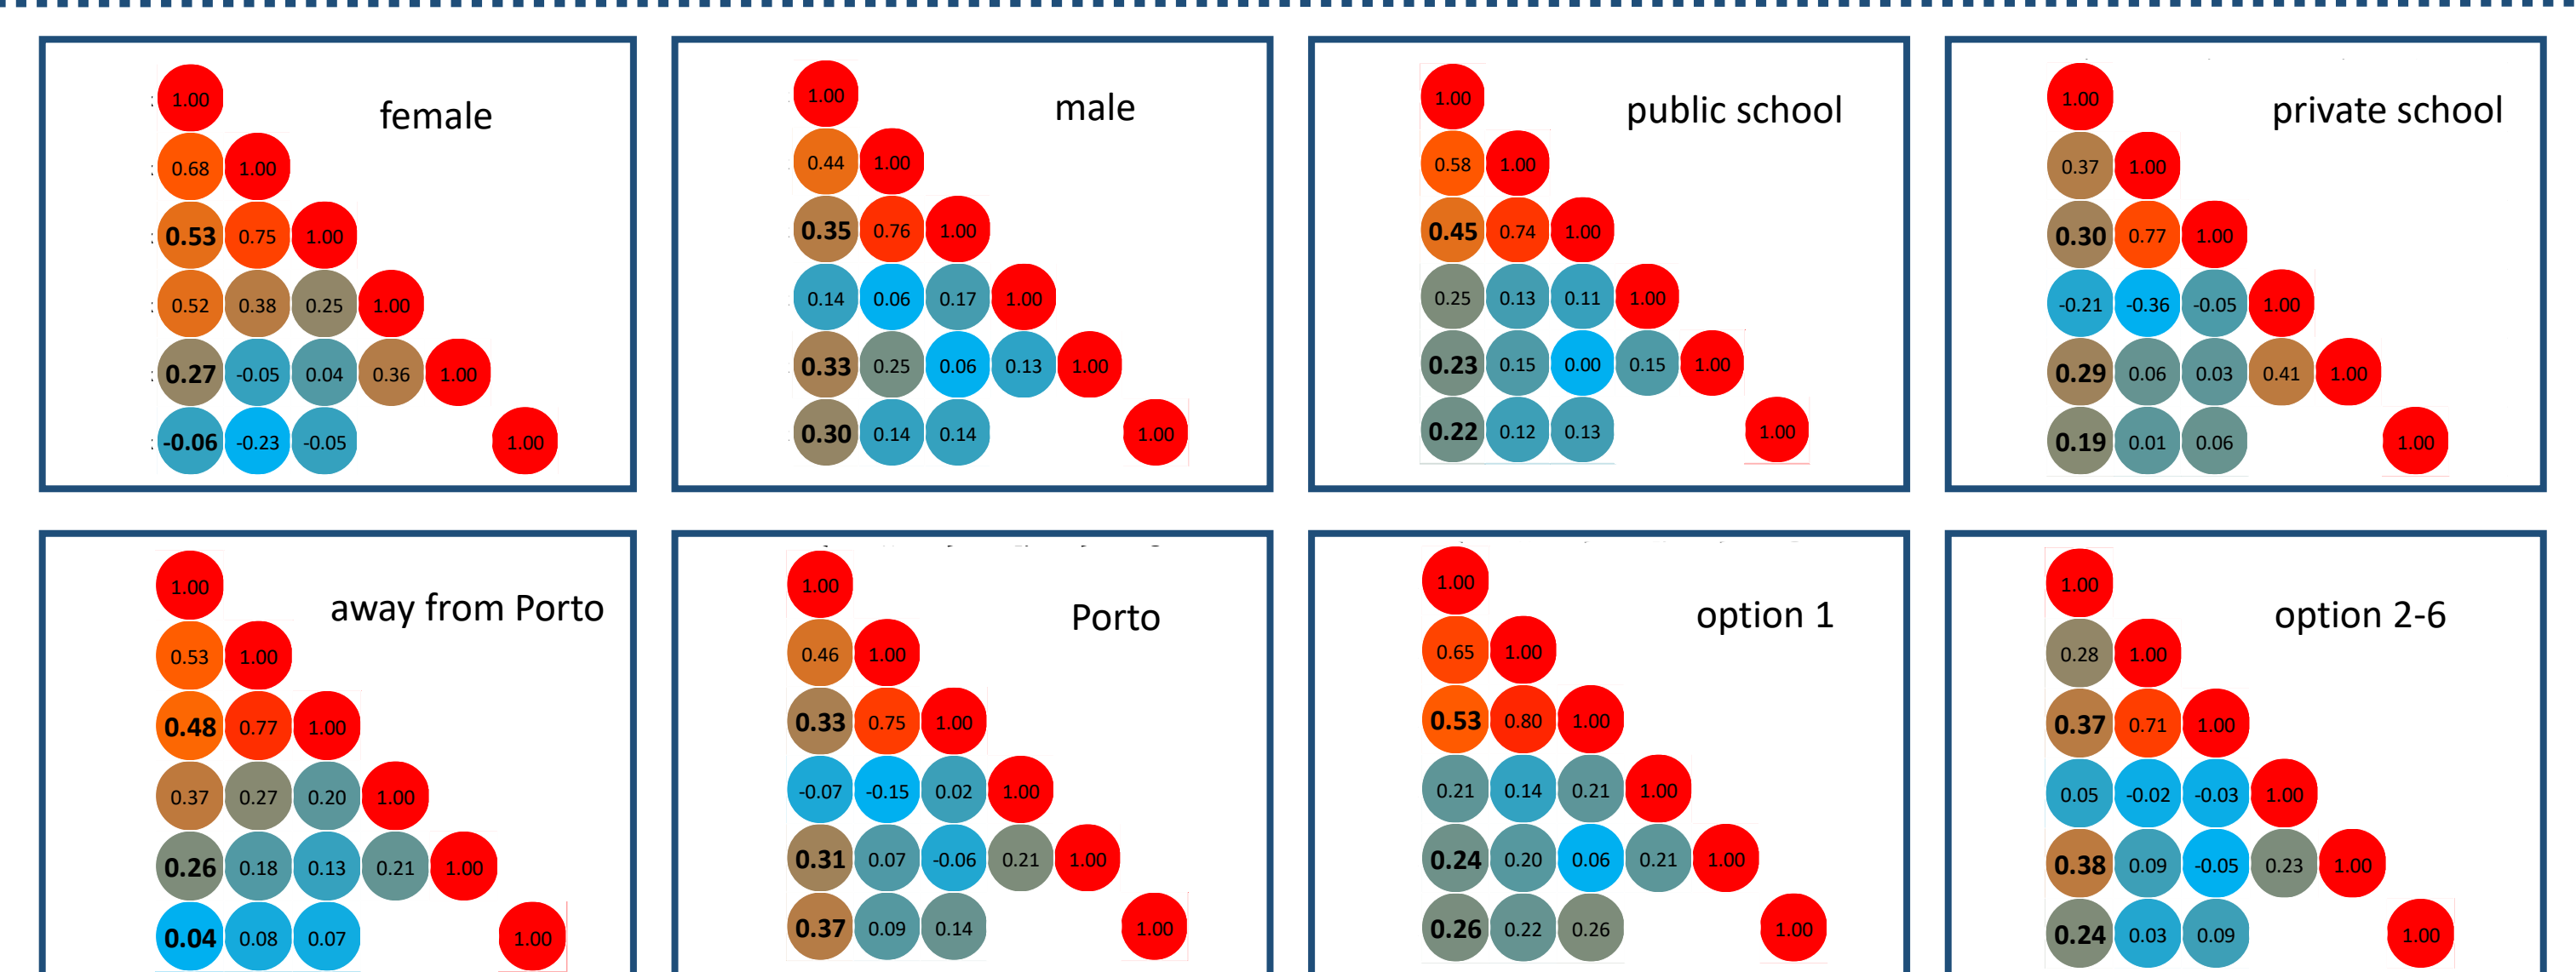 female
1.00
0.68 1.00
0.53 0.75 1.00
0.52 0.38 0.25 1.00
0.27 -0.05 0.04 0.36 1.00
-0.06 -0.23 -0.05 1.00
male
1.00
0.44 1.00
0.35 0.76 1.00
0.14 0.06 0.17 1.00
0.33 0.25 0.06 0.13 1.00
0.30 0.14 0.14 1.00
public school
1.00
0.58 1.00
0.45 0.74 1.00
0.25 0.13 0.11 1.00
0.23 0.15 0.00 0.15 1.00
0.22 0.12 0.13 1.00
private school
1.00
0.37 1.00
0.30 0.77 1.00
-0.21 -0.36 -0.05 1.00
0.29 0.06 0.03 0.41 1.00
0.19 0.01 0.06 1.00
away from Porto
1.00
0.53 1.00
0.48 0.77 1.00
0.37 0.27 0.20 1.00
0.26 0.18 0.13 0.21 1.00
0.04 0.08 0.07 1.00
Porto
1.00
0.46 1.00
0.33 0.75 1.00
-0.07 -0.15 0.02 1.00
0.31 0.07 -0.06 0.21 1.00
0.37 0.09 0.14 1.00
option 1
1.00
0.65 1.00
0.53 0.80 1.00
0.21 0.14 0.21 1.00
0.24 0.20 0.06 0.21 1.00
0.26 0.22 0.26 1.00
option 2-6
1.00
0.28 1.00
0.37 0.71 1.00
0.05 -0.02 -0.03 1.00
0.38 0.09 -0.05 0.23 1.00
0.24 0.03 0.09 1.00